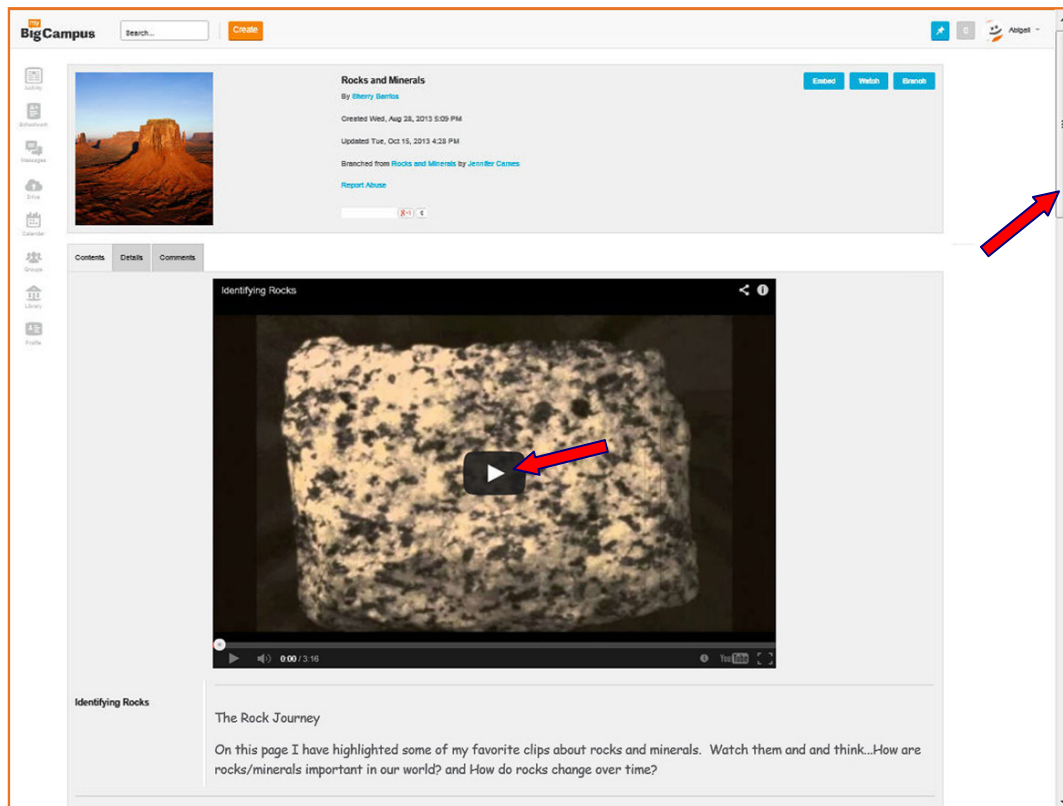 my
BigCampus
Search...
Create
0
Abigail
Activity
Schoolwork
Messages
Drive
Calendar
Groups
Library
Profile
Rocks and Minerals
By Sherry Barrios
Created Wed, Aug 28, 2013 5:09 PM
Updated Tue, Oct 15, 2013 4:28 PM
Branched from Rocks and Minerals by Jennifer Carnes
Report Abuse
Embed
Watch
Branch
Contents
Details
Comments
Identifying Rocks
0:00 / 3:16
YouTube
Identifying Rocks
The Rock Journey
On this page I have highlighted some of my favorite clips about rocks and minerals. Watch them and and think...How are
rocks/minerals important in our world? and How do rocks change over time?